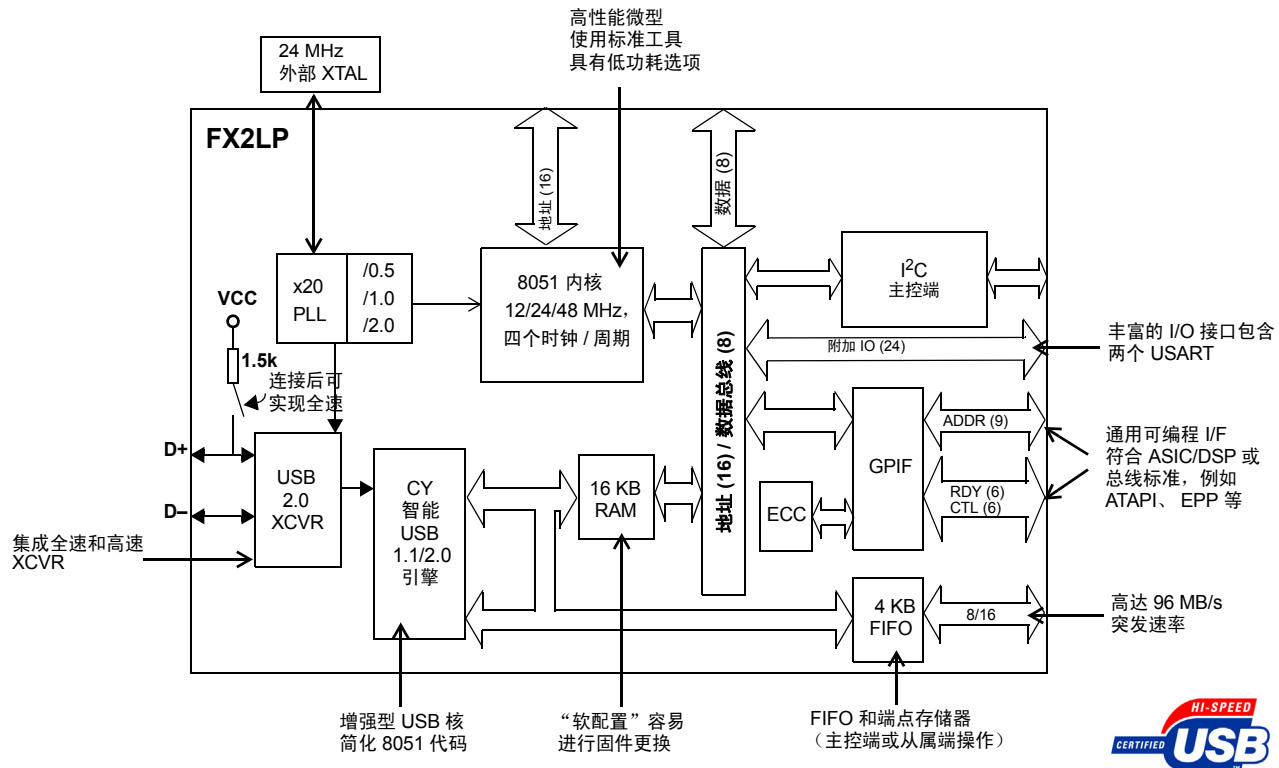 高性能微型
使用标准工具
具有低功耗选项
24 MHz
外部 XTAL
FX2LP
地址 (16)
数据 (8)
x20
PLL
/0.5
/1.0
/2.0
8051 内核
12/24/48 MHz，
四个时钟 / 周期
I²C
主控端
VCC
1.5k
连接后可
实现全速
附加 IO (24)
丰富的 I/O 接口包含
两个 USART
地址 (16) / 数据总线 (8)
ADDR (9)
GPIF
RDY (6)
CTL (6)
通用可编程 I/F
符合 ASIC/DSP 或
总线标准，例如
ATAPI、 EPP 等
D+
D–
USB
2.0
XCVR
CY
智能
USB
1.1/2.0
引擎
16 KB
RAM
ECC
集成全速和高速
XCVR
4 KB
FIFO
8/16
高达 96 MB/s
突发速率
增强型 USB 核
简化 8051 代码
“软配置”容易
进行固件更换
FIFO 和端点存储器
（主控端或从属端操作）
HI-SPEED
CERTIFIED
USB
TM